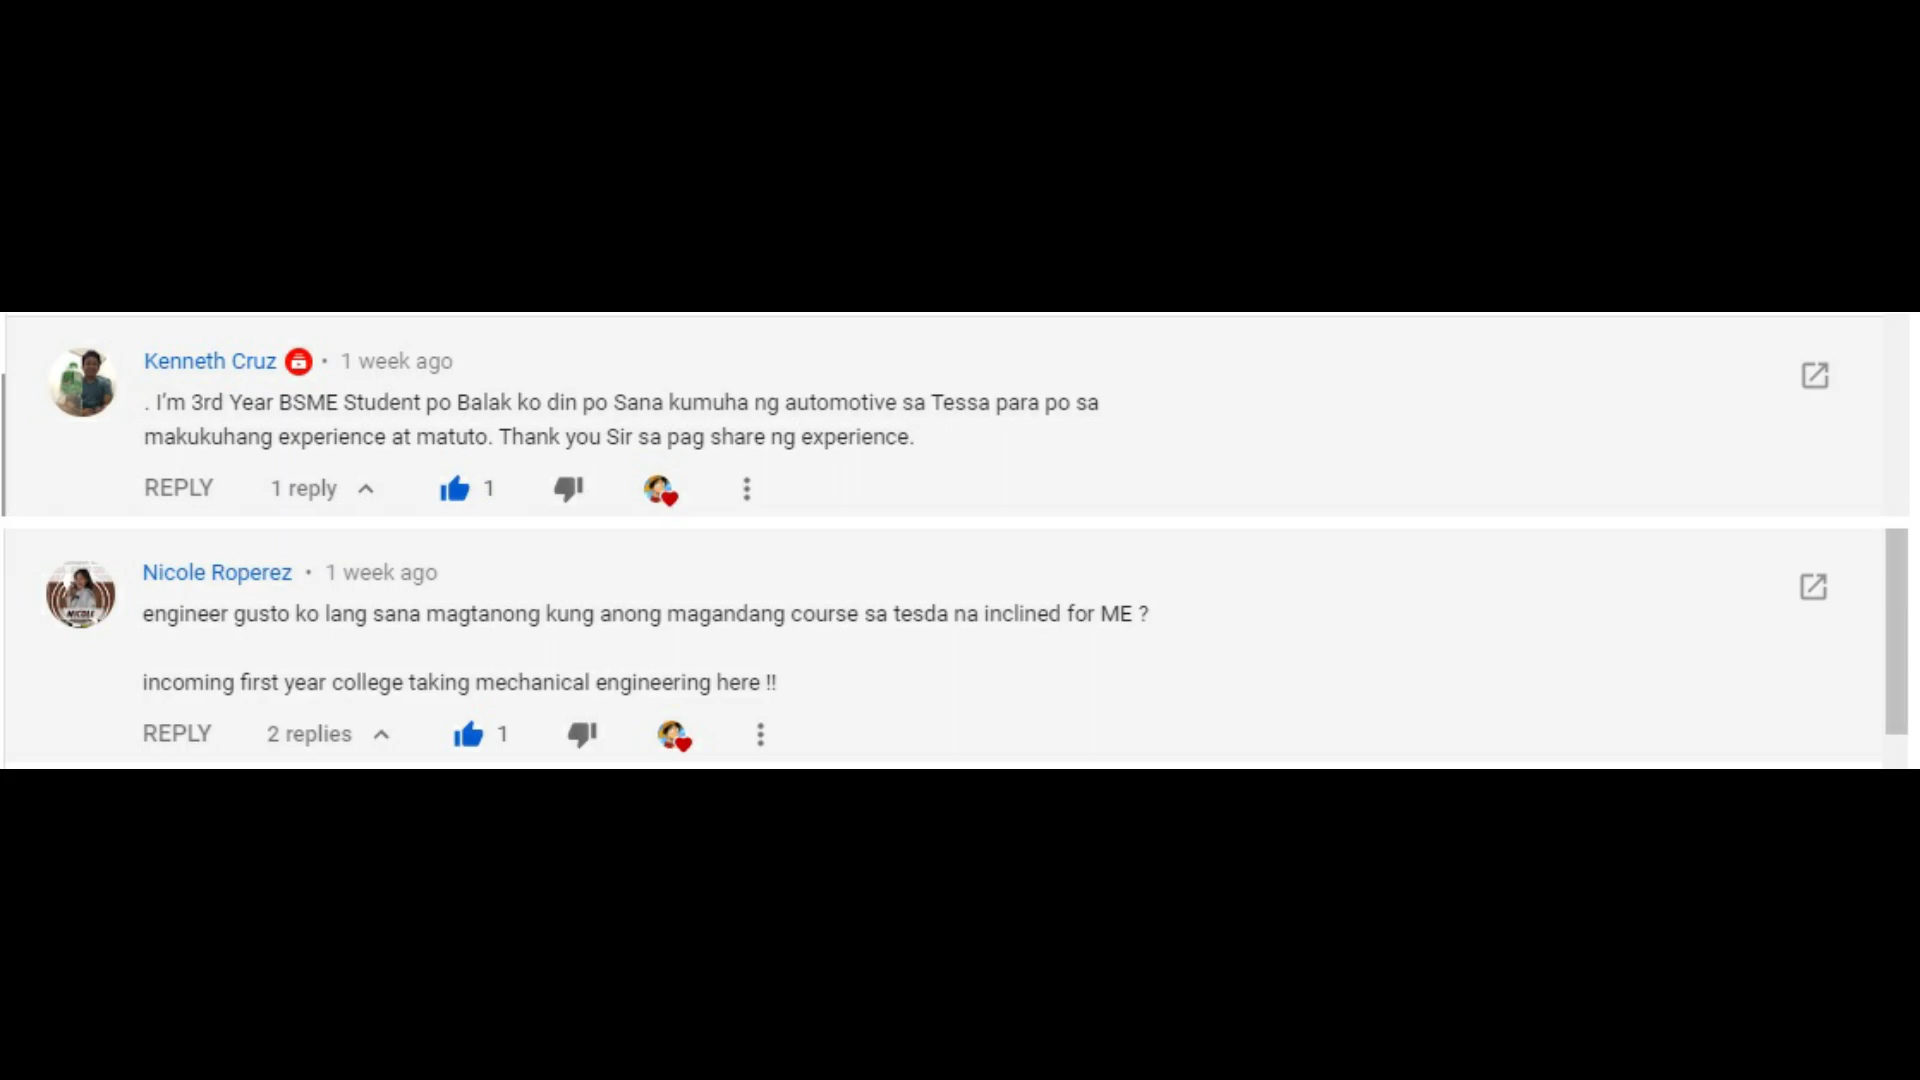 Kenneth Cruz • 1 week ago
. I'm 3rd Year BSME Student po Balak ko din po Sana kumuha ng automotive sa Tessa para po sa
makukuhang experience at matuto. Thank you Sir sa pag share ng experience.
REPLY 1 reply 1
Nicole Roperez • 1 week ago
NICOLE
engineer gusto ko lang sana magtanong kung anong magandang course sa tesda na inclined for ME ?
incoming first year college taking mechanical engineering here !!
REPLY 2 replies 1